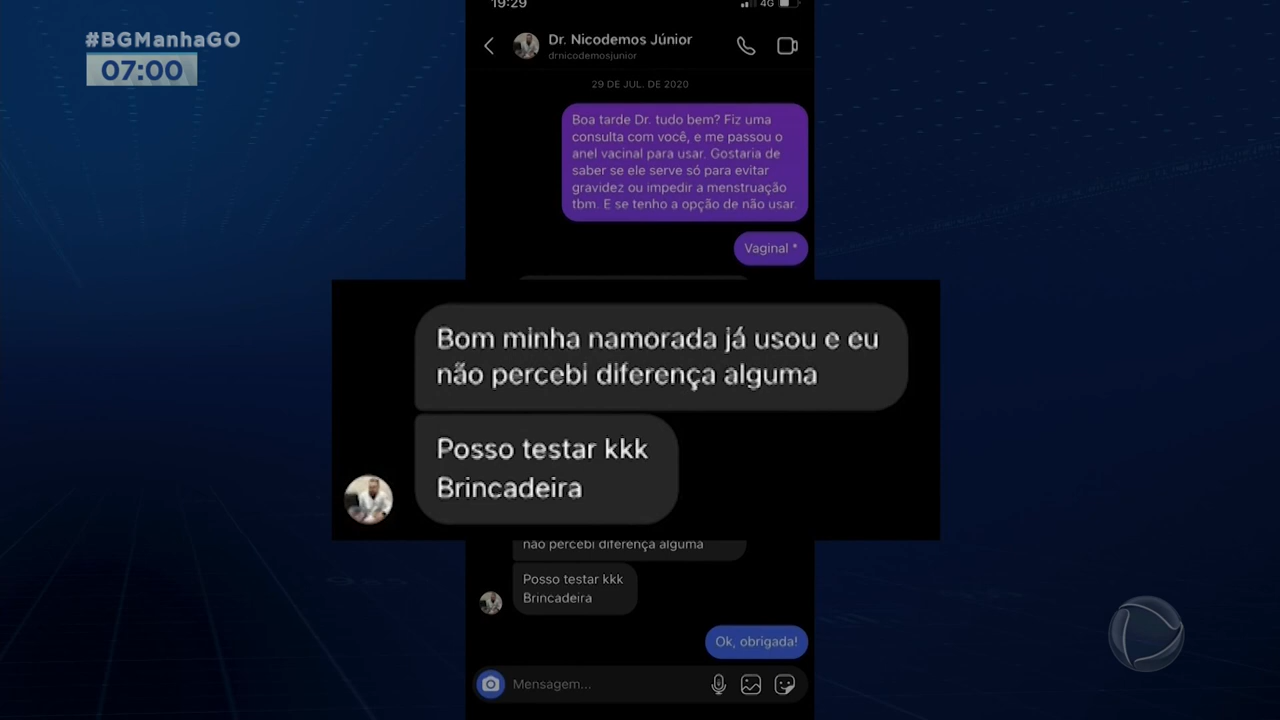 #BGManhaGO
07:00
19:29
4G
Dr. Nicodemos Júnior
drnicodemosjunior
29 DE JUL. DE 2020
Boa tarde Dr. tudo bem? Fiz uma
consulta com você, e me passou o
anel vacinal para usar. Gostaria de
saber se ele serve só para evitar
gravidez ou impedir a menstruação
tbm. E se tenho a opção de não usar.
Vaginal *
Bom minha namorada já usou e eu
não percebi diferença alguma
Posso testar kkk
Brincadeira
não percebi diferença alguma
Posso testar kkk
Brincadeira
Ok, obrigada!
Mensagem...